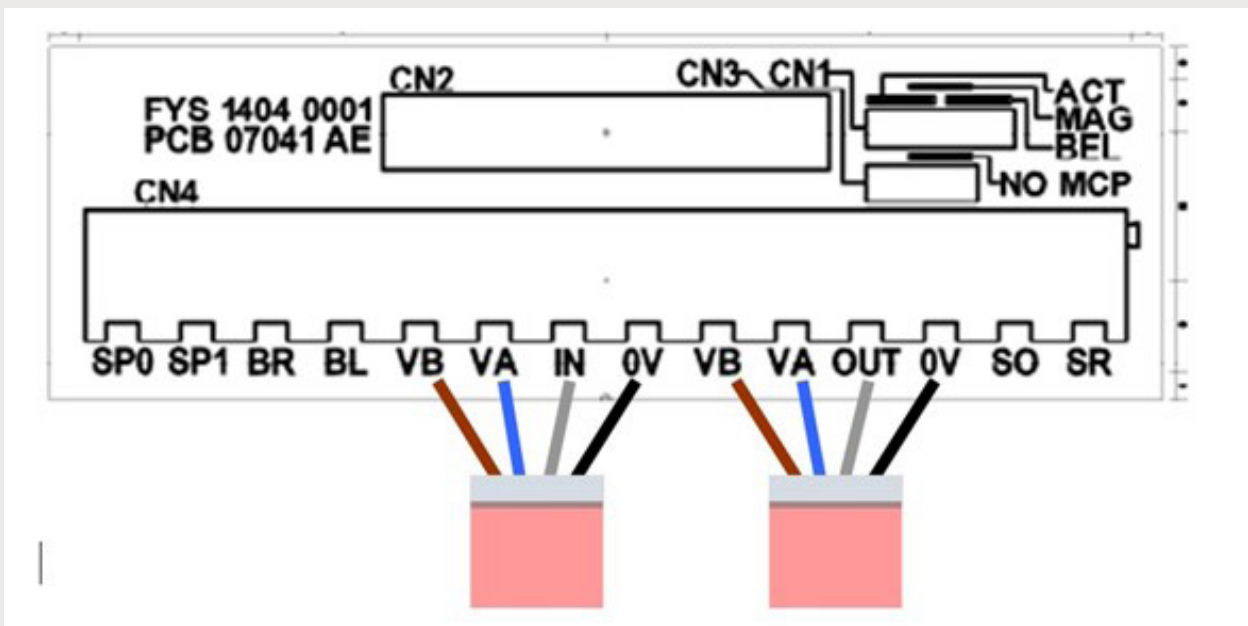 CN2
CN3 CN1
ACT
FYS 1404 0001
MAG
PCB 07041 AE
BEL
NO MCP
CN4
SP0 SP1 BR BL VB VA IN 0V VB VA OUT 0V SO SR